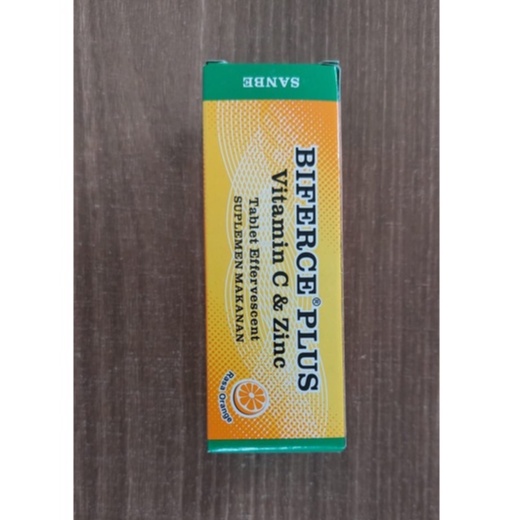 SANBE
BIFERCE® PLUS
Vitamin C & Zinc
Tablet Effervescent
SUPLEMEN MAKANAN
Rasa Orange